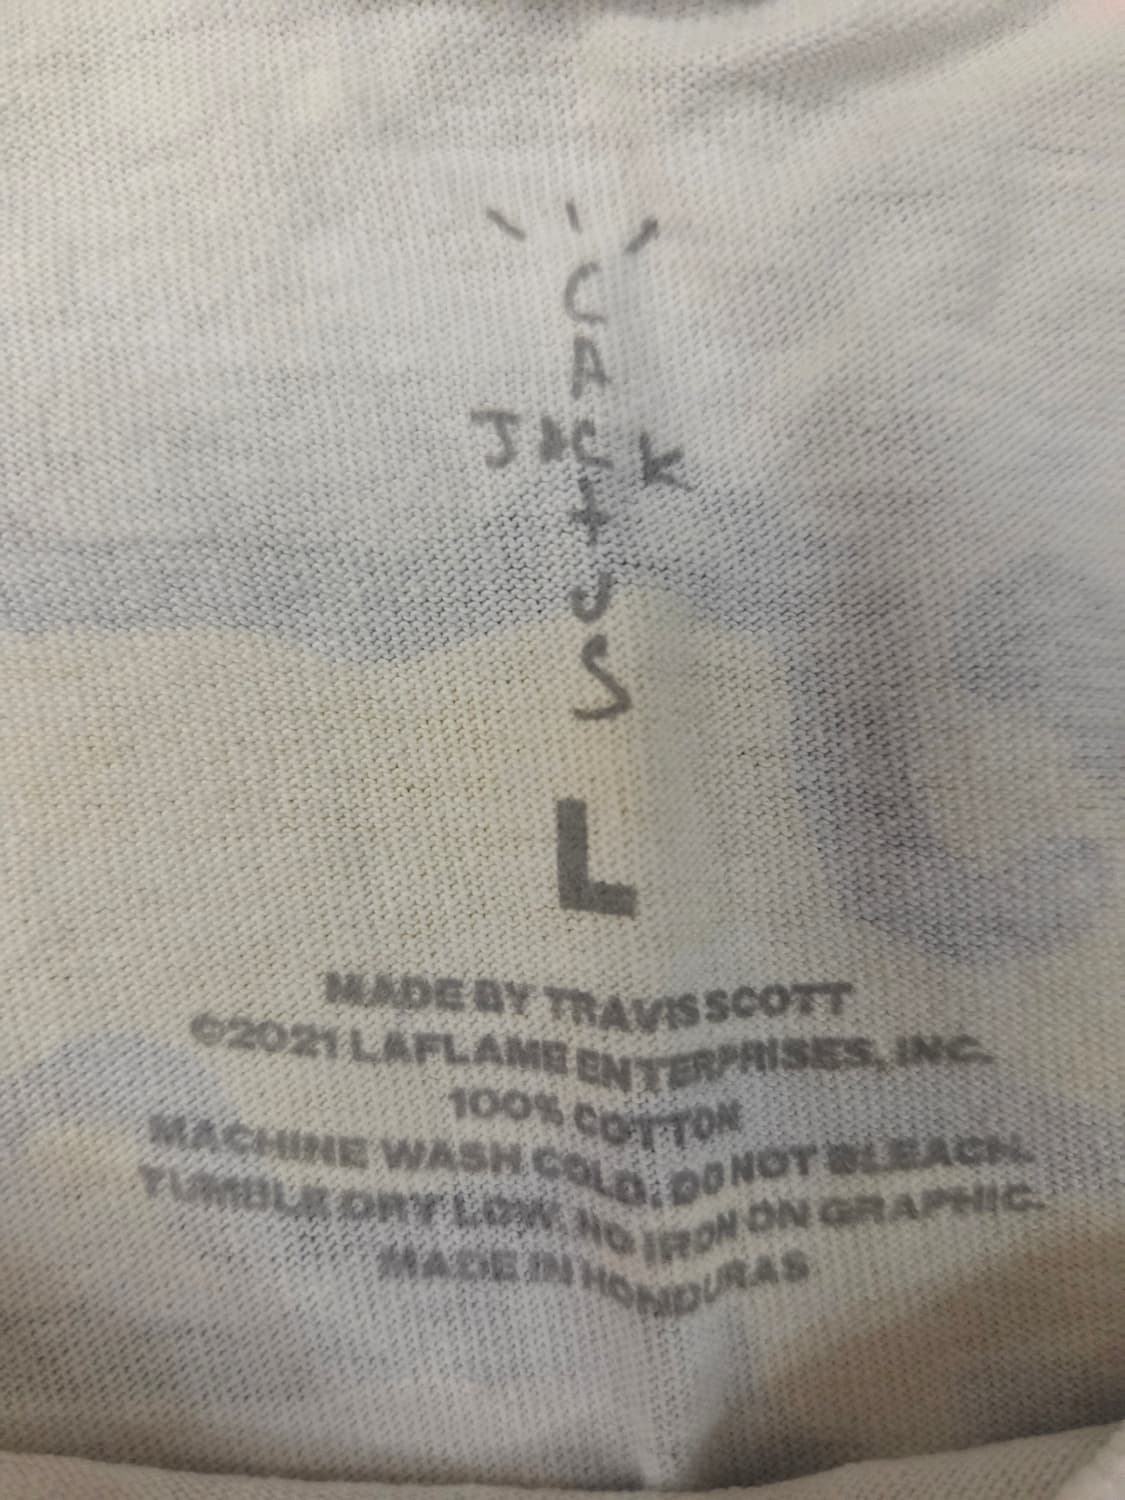 CACTUS
JACK
L
MADE BY TRAVIS SCOTT
©2021 LAFLAME ENTERPRISES, INC.
100% COTTON
MACHINE WASH COLD. DO NOT BLEACH.
TUMBLE DRY LOW. NO IRON ON GRAPHIC.
MADE IN HONDURAS